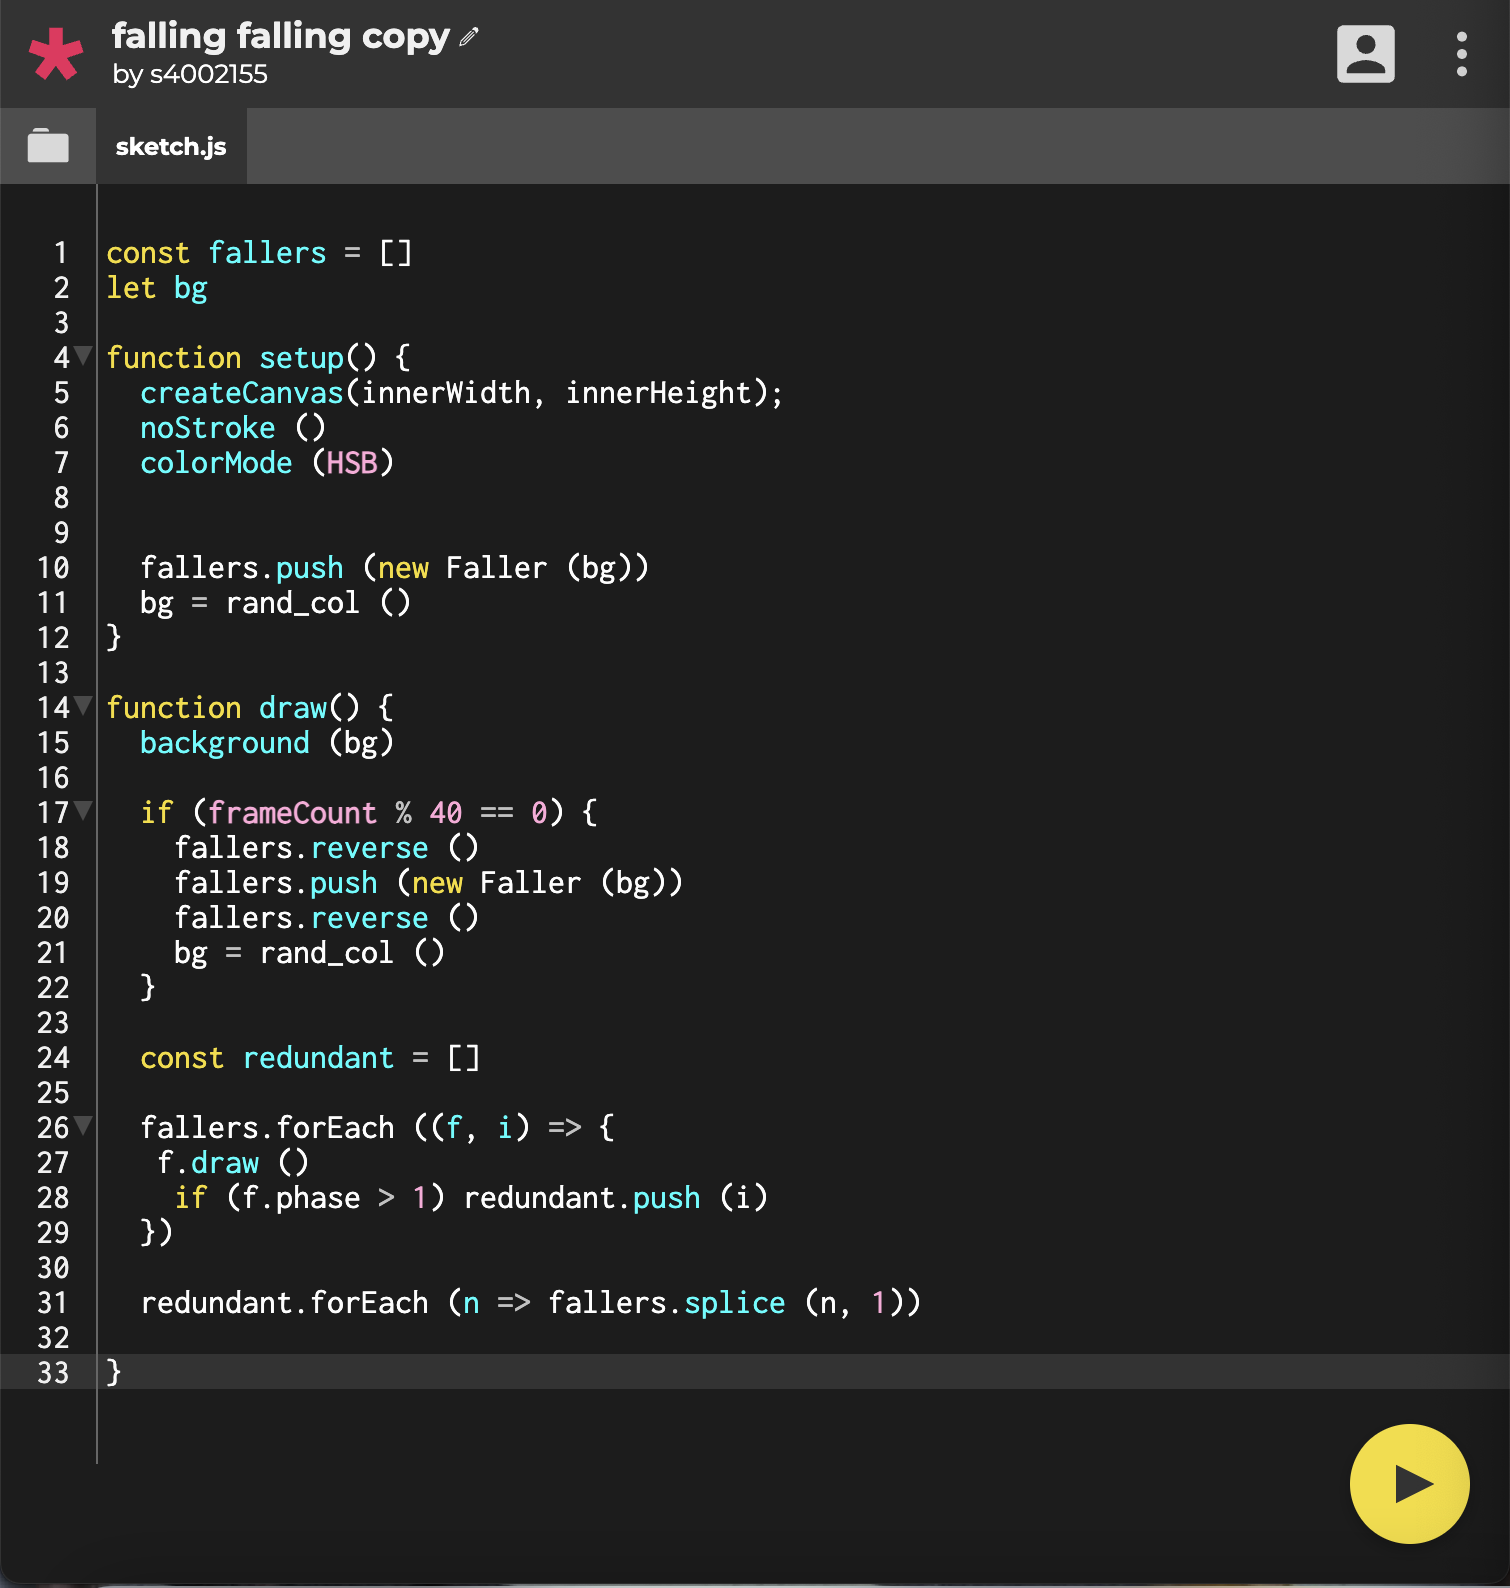 falling falling copy
by s4002155
sketch.js
1 const fallers = []
2 let bg
3
4 function setup() {
5   createCanvas(innerWidth, innerHeight);
6   noStroke ()
7   colorMode (HSB)
8
9
10   fallers.push (new Faller (bg))
11   bg = rand_col ()
12 }
13
14 function draw() {
15   background (bg)
16
17   if (frameCount % 40 == 0) {
18     fallers.reverse ()
19     fallers.push (new Faller (bg))
20     fallers.reverse ()
21     bg = rand_col ()
22   }
23
24   const redundant = []
25
26   fallers.forEach ((f, i) => {
27    f.draw ()
28     if (f.phase > 1) redundant.push (i)
29   })
30
31   redundant.forEach (n => fallers.splice (n, 1))
32
33 }